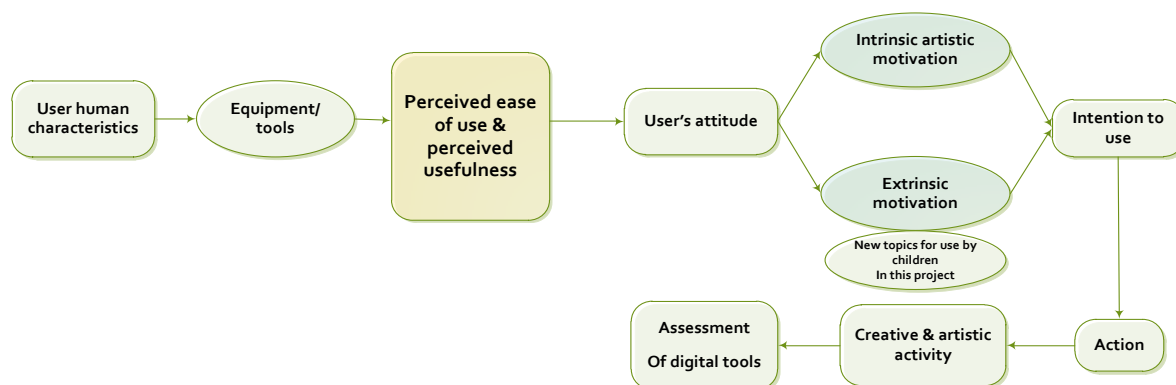 User human
characteristics
Equipment/
tools
Perceived ease
of use &
perceived
usefulness
User's attitude
Intrinsic artistic
motivation
Extrinsic
motivation
New topics for use by
children
In this project
Intention to
use
Action
Creative & artistic
activity
Assessment
Of digital tools